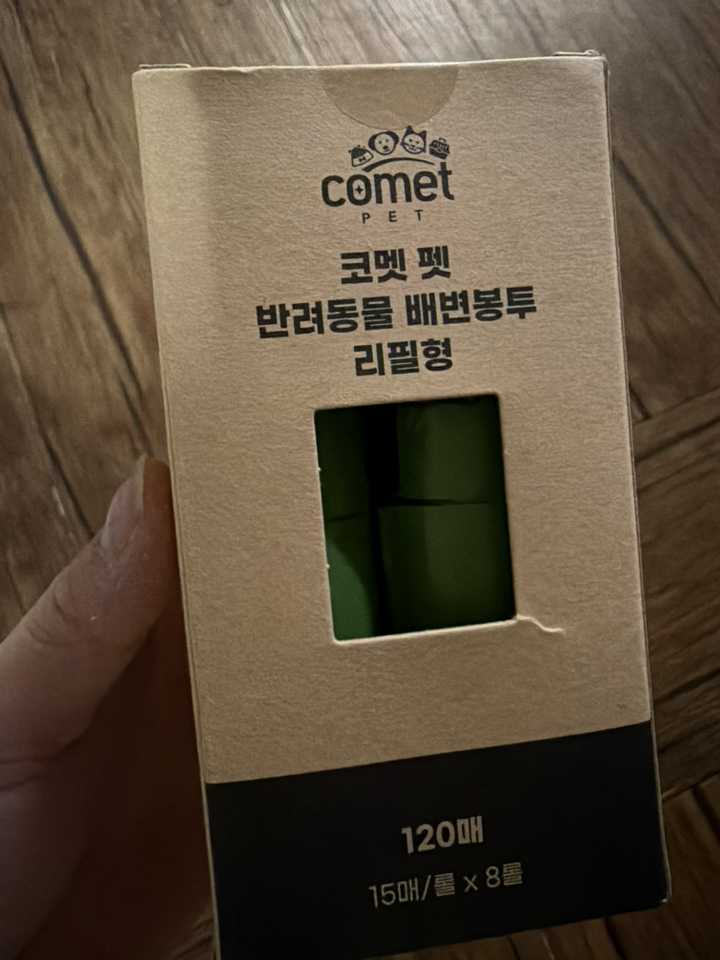 comet
PET
코멧 펫
반려동물 배변봉투
리필형
120매
15매/롤 x 8롤